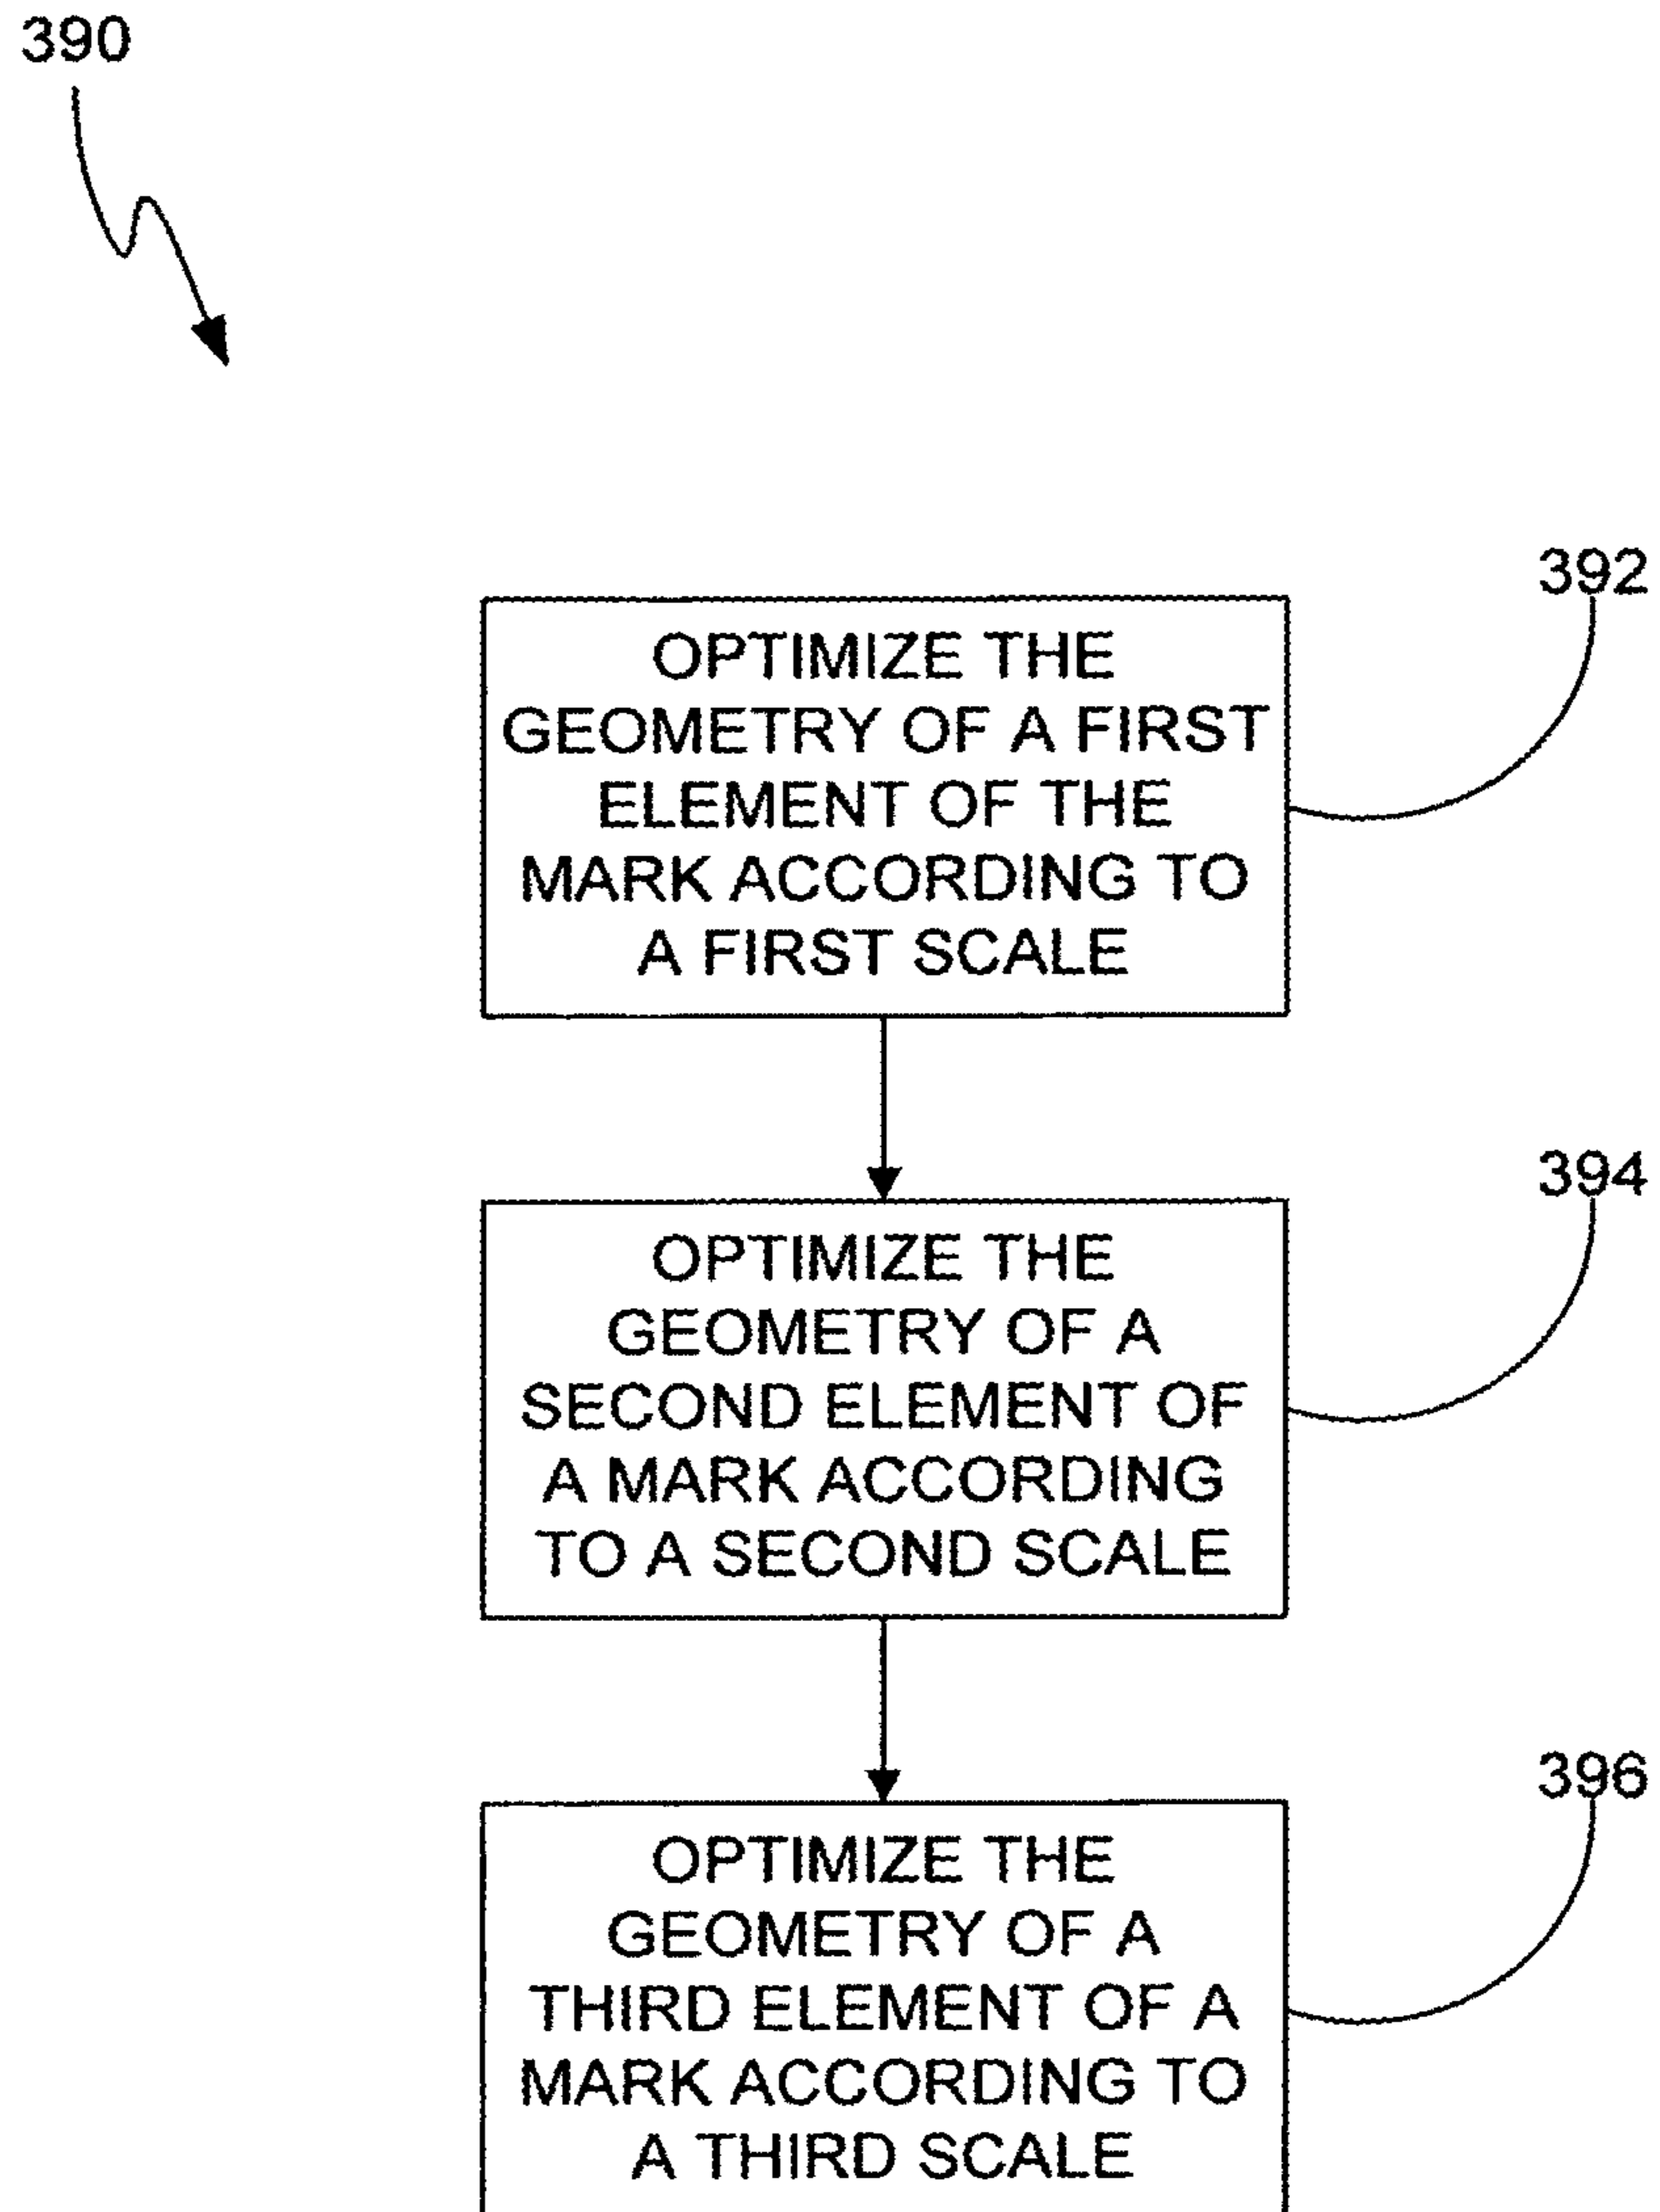 390
392
OPTIMIZE THE
GEOMETRY OF A FIRST
ELEMENT OF THE
MARK ACCORDING TO
A FIRST SCALE
394
OPTIMIZE THE
GEOMETRY OF A
SECOND ELEMENT OF
A MARK ACCORDING
TO A SECOND SCALE
396
OPTIMIZE THE
GEOMETRY OF A
THIRD ELEMENT OF A
MARK ACCORDING TO
A THIRD SCALE